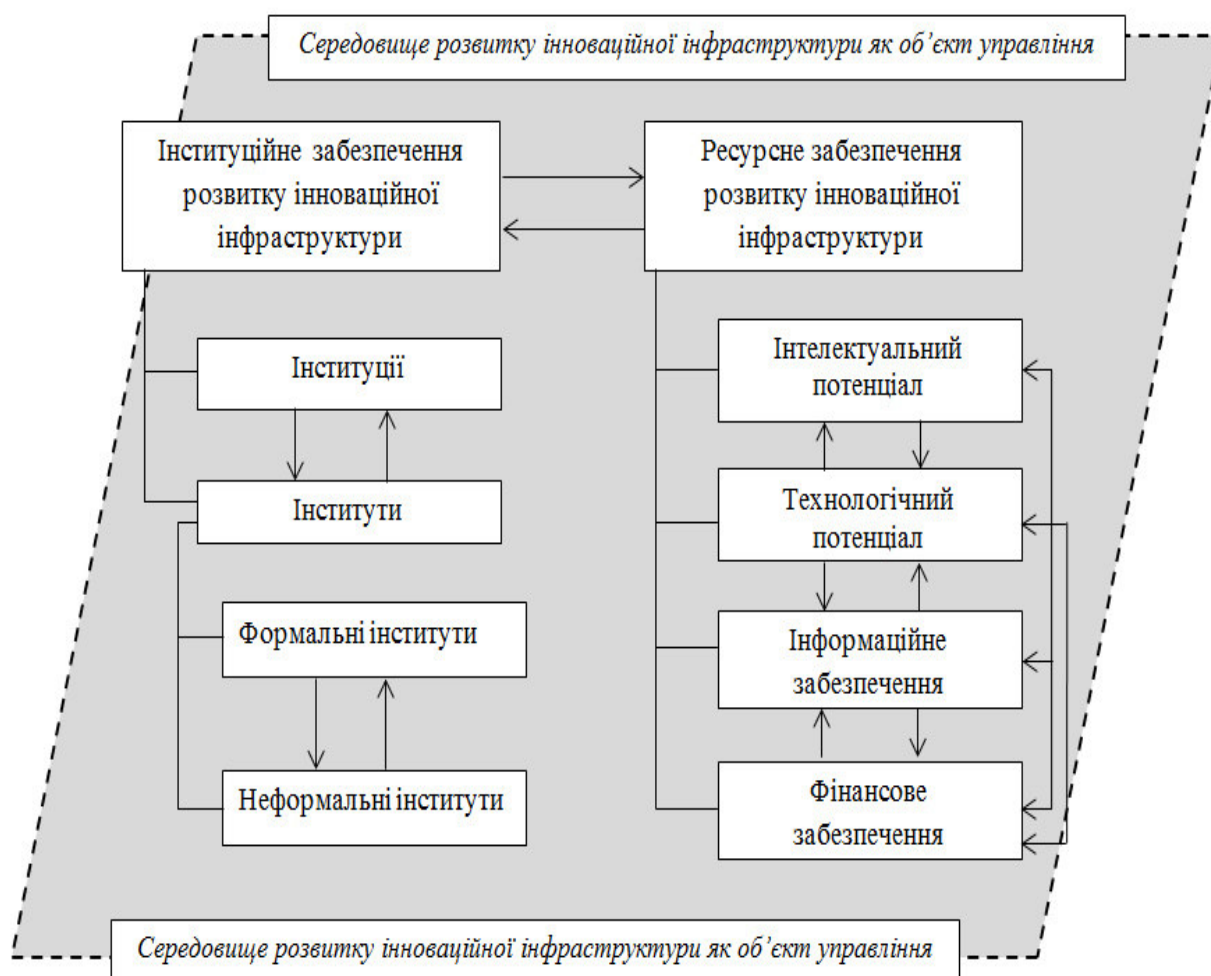 Середовище розвитку інноваційної інфраструктури як об’єкт управління
Інституційне забезпечення
розвитку інноваційної
інфраструктури
Ресурсне забезпечення
розвитку інноваційної
інфраструктури
Інституції
Інститути
Формальні інститути
Неформальні інститути
Інтелектуальний
потенціал
Технологічний
потенціал
Інформаційне
забезпечення
Фінансове
забезпечення
Середовище розвитку інноваційної інфраструктури як об’єкт управління